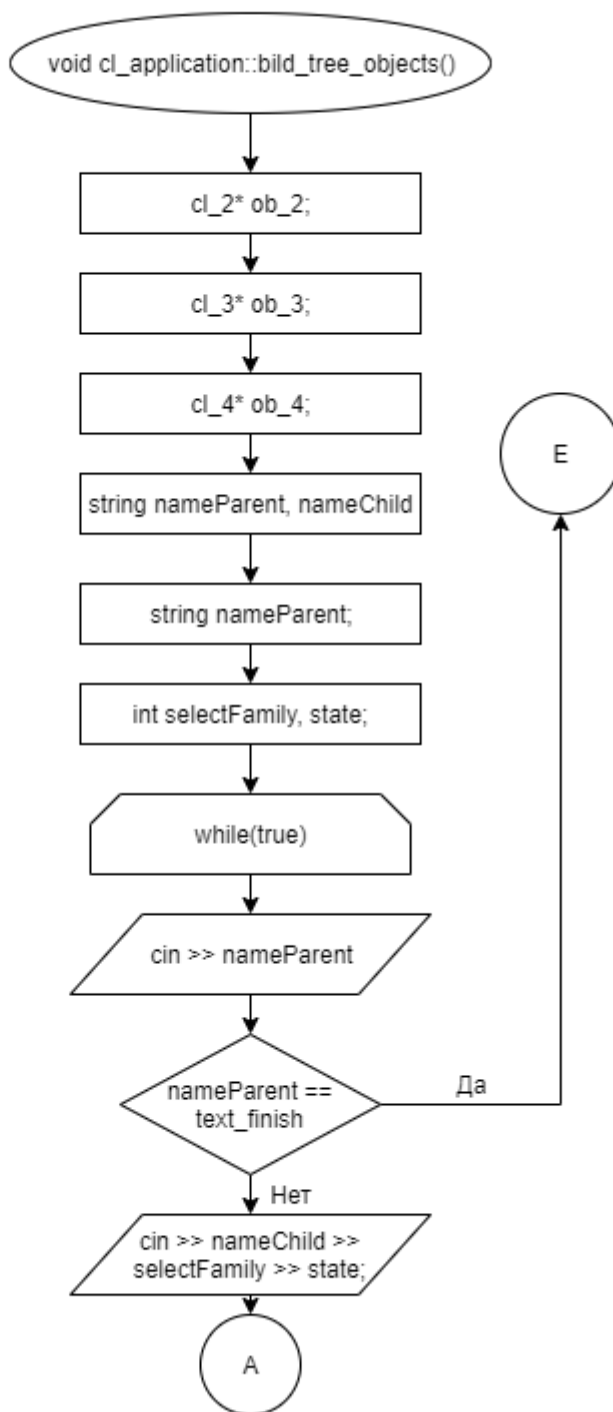 void cl_application::bild_tree_objects()
cl_2* ob_2;
cl_3* ob_3;
cl_4* ob_4;
E
string nameParent, nameChild
string nameParent;
int selectFamily, state;
while(true)
cin >> nameParent
nameParent ==
text_finish
Да
Нет
cin >> nameChild >>
selectFamily >> state;
A